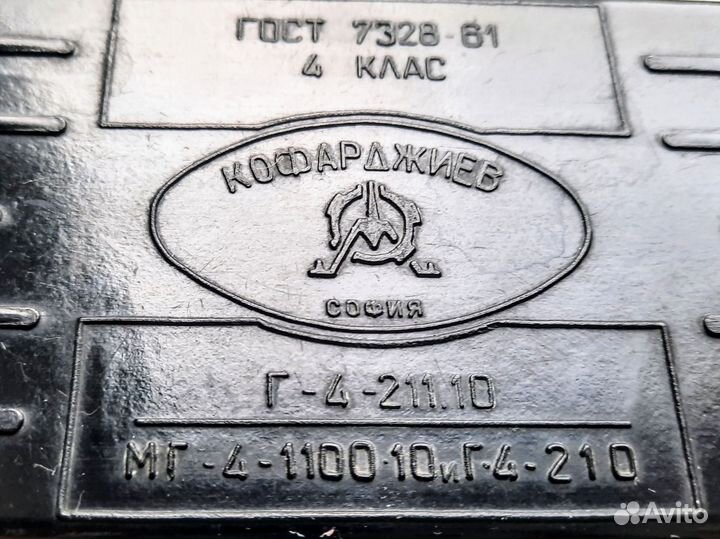 ГОСТ 7328-61
4 КЛАС
КОФАРДЖИЕВ
СОФИЯ
Г-4-211.10
МГ-4-1100·10иГ·4-210
Avito